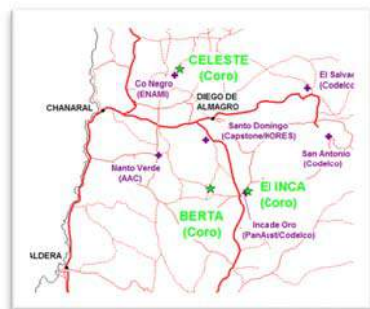 CELESTE
(Coro)
Co Negro
(ENAMI)
El Salvad
(Codelco
CHANARAL
DIEGO DE
ALMAGRO
Santo Domingo
(Capstone/KORES)
San Antonio
(Codelco)
Manto Verde
(AAC)
El INCA
(Coro)
BERTA
(Coro)
Inca de Oro
(PanAust/Codelco)
ALDERA